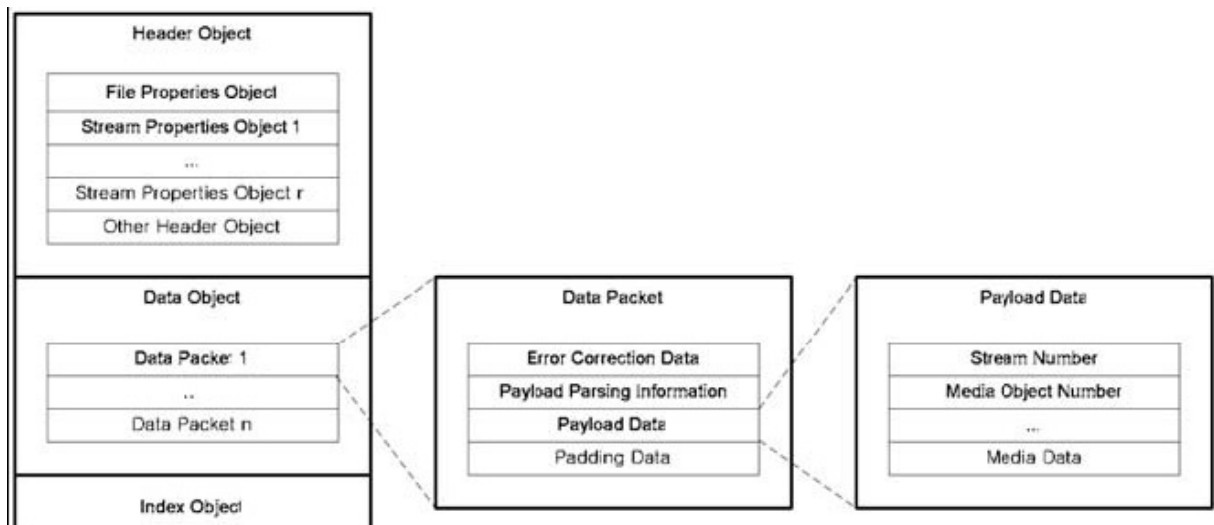 Header Object
File Properies Object
Stream Properties Object 1
...
Stream Properties Object r
Other Header Object
Data Object
Data Packet 1
..
Data Packet n
Index Object
Data Packet
Error Correction Data
Payload Parsing Information
Payload Data
Padding Data
Payload Data
Stream Number
Media Object Number
...
Media Data